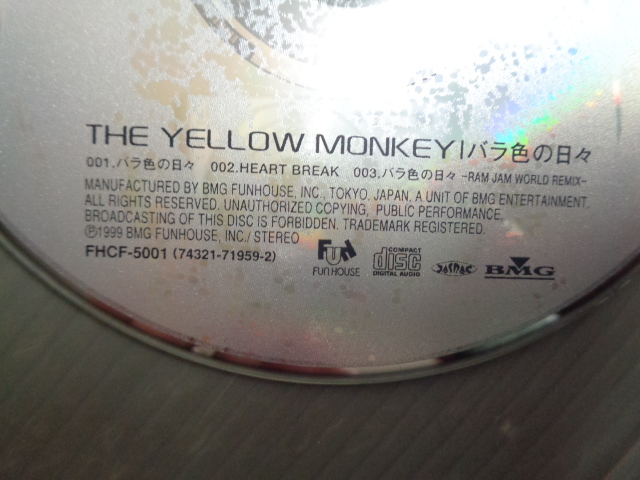 THE YELLOW MONKEY | バラ色の日々
001.バラ色の日々 002.HEART BREAK 003.バラ色の日々 -RAM JAM WORLD REMIX-
MANUFACTURED BY BMG FUNHOUSE, INC., TOKYO, JAPAN. A UNIT OF BMG ENTERTAINMENT.
ALL RIGHTS RESERVED. UNAUTHORIZED COPYING, PUBLIC PERFORMANCE,
BROADCASTING OF THIS DISC IS FORBIDDEN. TRADEMARK REGISTERED.
Ⓟ1999 BMG FUNHOUSE, INC./ STEREO
FHCF-5001 (74321-71959-2)
Fun
FUN HOUSE
COMPACT
disc
DIGITAL AUDIO
JASRAC
BMG